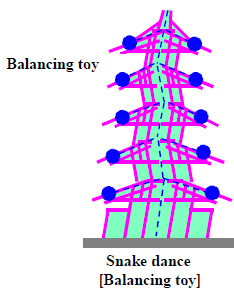 Balancing toy
Snake dance
[Balancing toy]